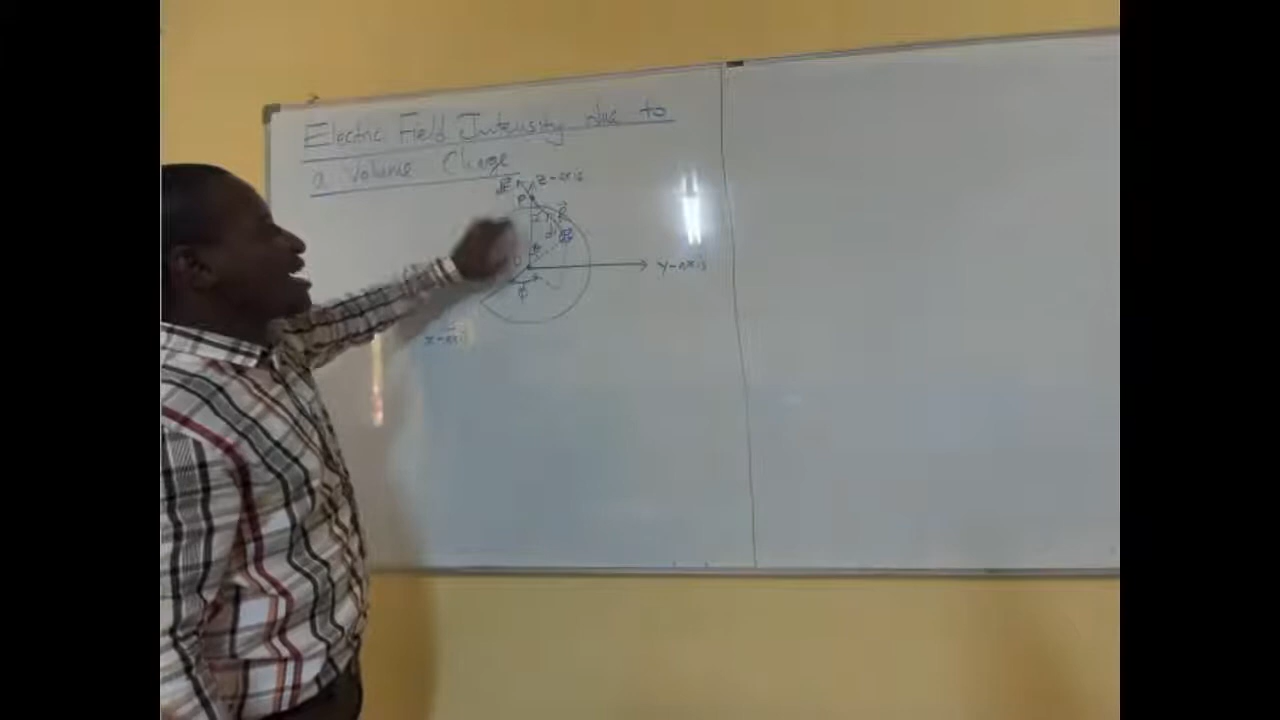 Electric Field Intensity due to
a Volume Charge
z-axis
P
R
y-axis
ϕ
x-axis